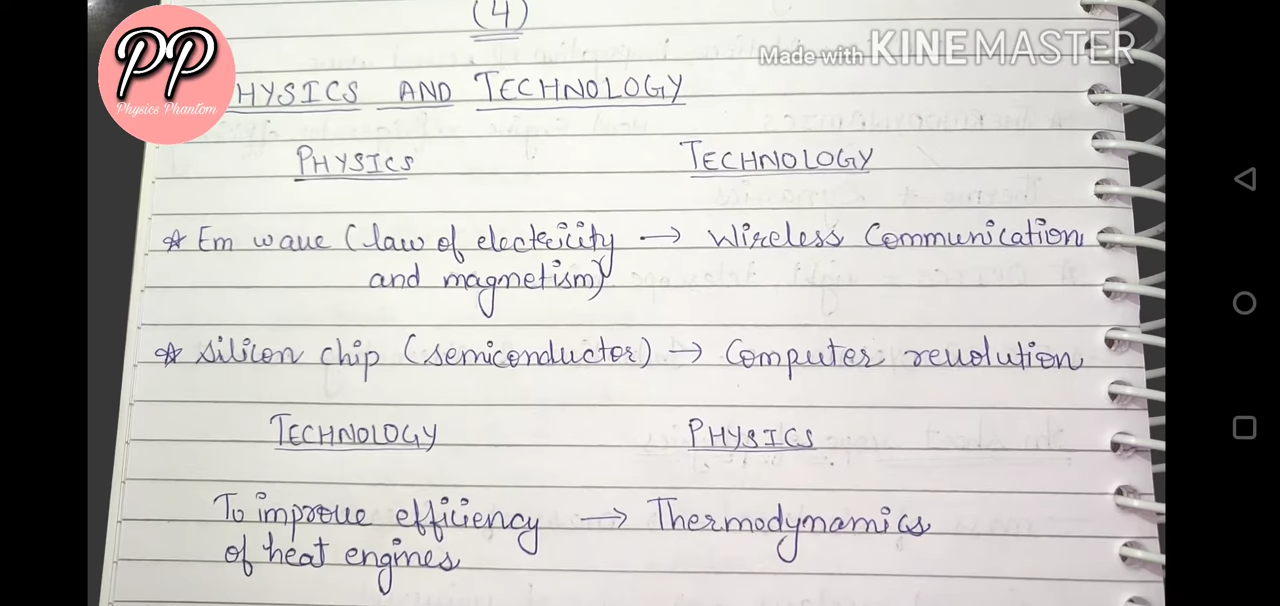 (4)
PP
Physics Phantom
Made with KINEMASTER
HYSICS AND TECHNOLOGY
PHYSICS TECHNOLOGY
☆ Em wave (law of electricity → Wireless Communication
and magnetism)
☆ Silicon chip (semiconductor) → Computer revolution
TECHNOLOGY PHYSICS
To improve efficiency → Thermodynamics
of heat engines